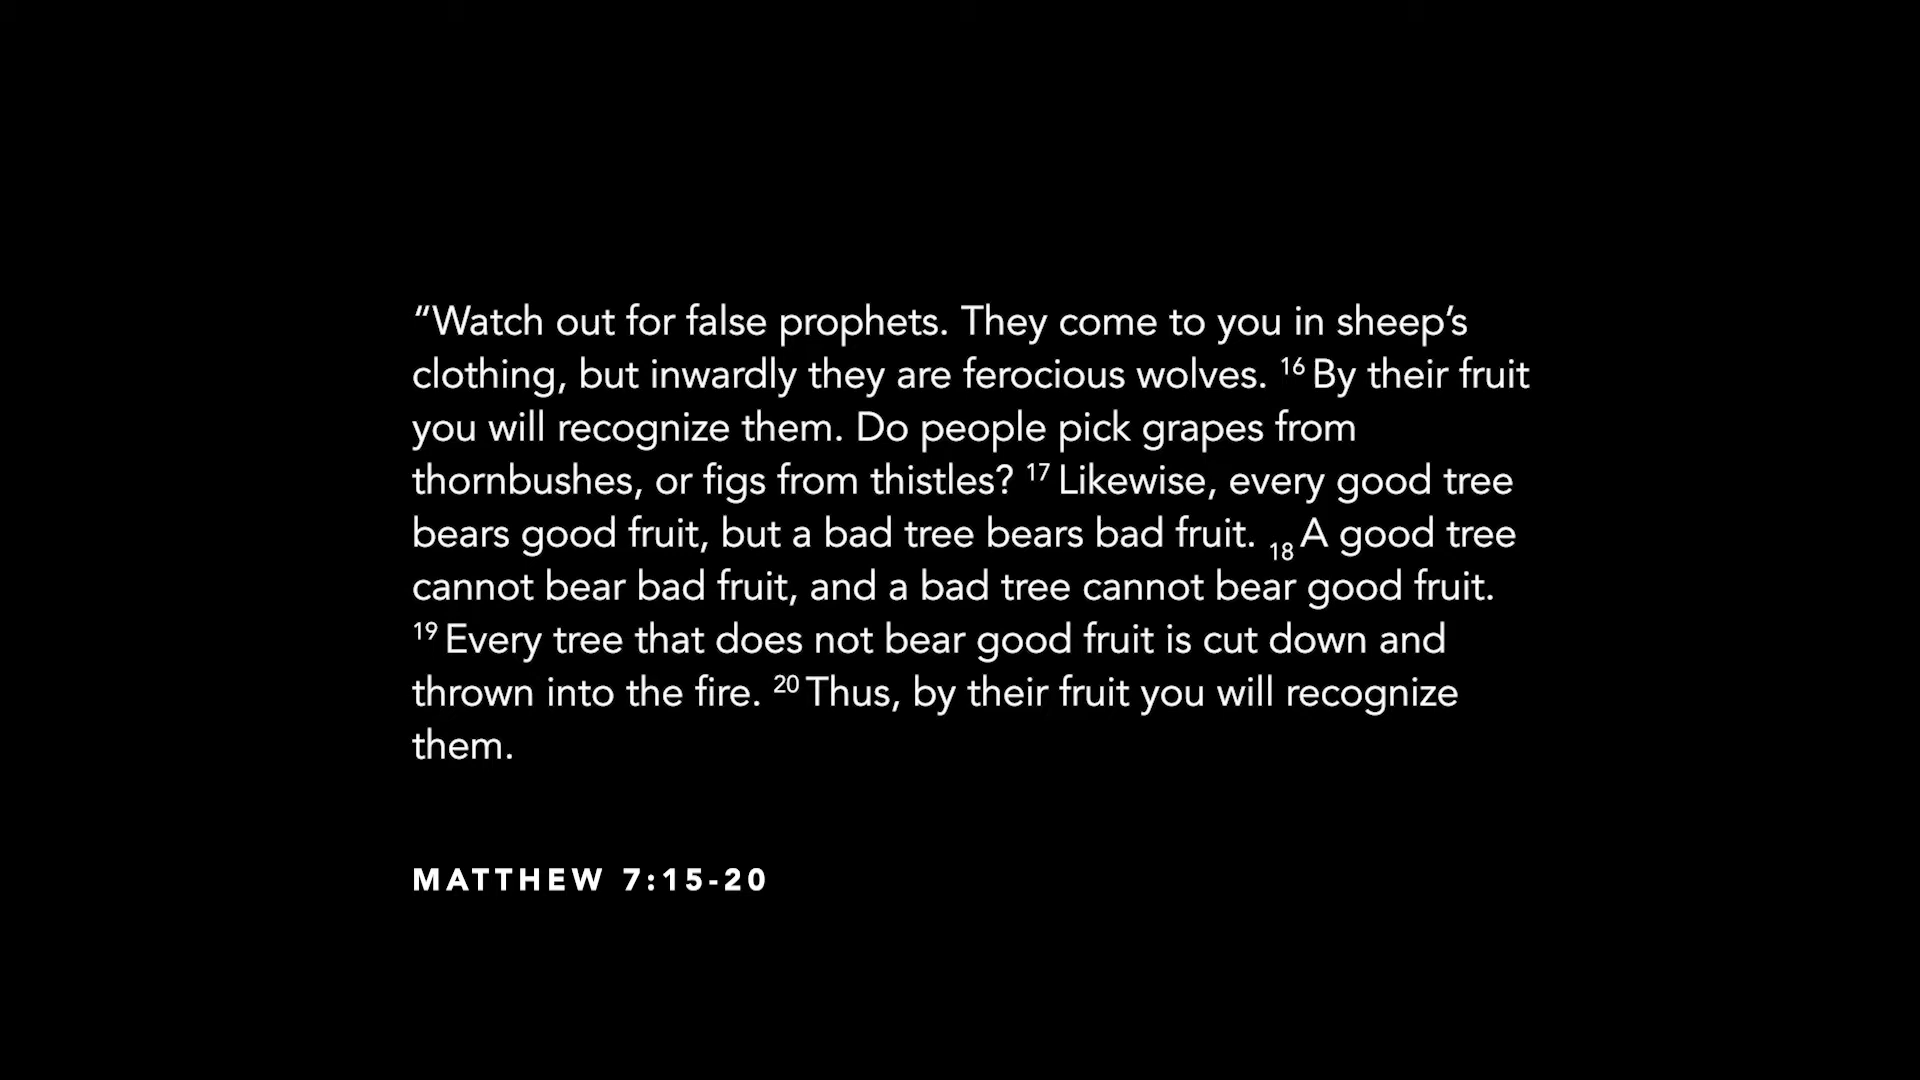 “Watch out for false prophets. They come to you in sheep’s
clothing, but inwardly they are ferocious wolves. ¹⁶ By their fruit
you will recognize them. Do people pick grapes from
thornbushes, or figs from thistles? ¹⁷ Likewise, every good tree
bears good fruit, but a bad tree bears bad fruit. ₁₈ A good tree
cannot bear bad fruit, and a bad tree cannot bear good fruit.
¹⁹ Every tree that does not bear good fruit is cut down and
thrown into the fire. ²⁰ Thus, by their fruit you will recognize
them.
MATTHEW 7:15-20